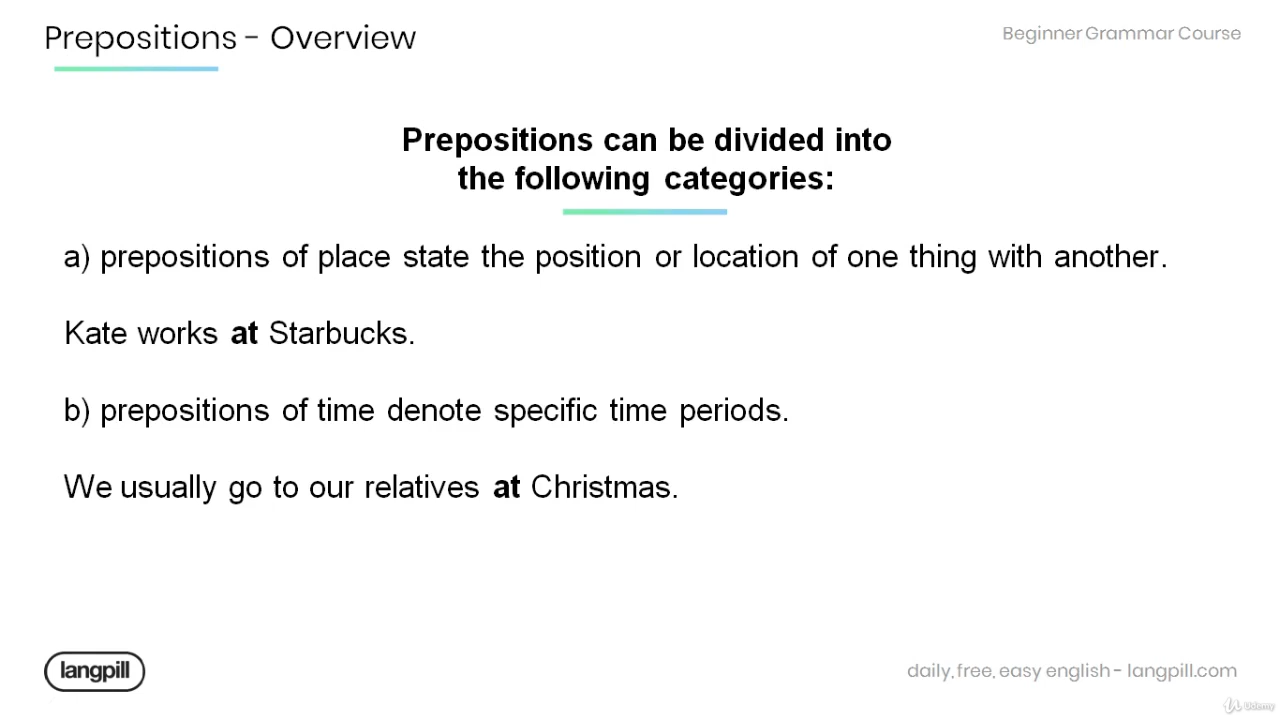 Prepositions - Overview
Beginner Grammar Course
Prepositions can be divided into
the following categories:
a) prepositions of place state the position or location of one thing with another.
Kate works at Starbucks.
b) prepositions of time denote specific time periods.
We usually go to our relatives at Christmas.
langpill
daily, free, easy english - langpill.com
Udemy